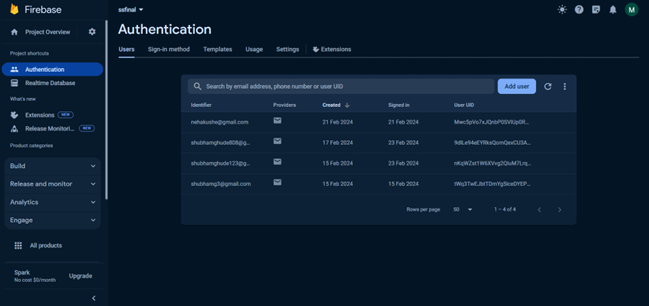 Firebase
ssfinal
M
Project Overview
Authentication
Users Sign-in method Templates Usage Settings Extensions
Project shortcuts
Authentication
Realtime Database
What's new
Extensions NEW
Release Monitori... NEW
Product categories
Build
Release and monitor
Analytics
Engage
All products
Spark
No cost $0/month
Upgrade
Search by email address, phone number or user UID
Add user
Identifier Providers Created Signed In User UID
nehakushe@gmail.com 21 Feb 2024 21 Feb 2024
shubhamghude808@g... 17 Feb 2024 23 Feb 2024
shubhamghude123@g... 15 Feb 2024 23 Feb 2024
shubhamg3@gmail.com 15 Feb 2024 15 Feb 2024
Rows per page 50 1 – 4 of 4